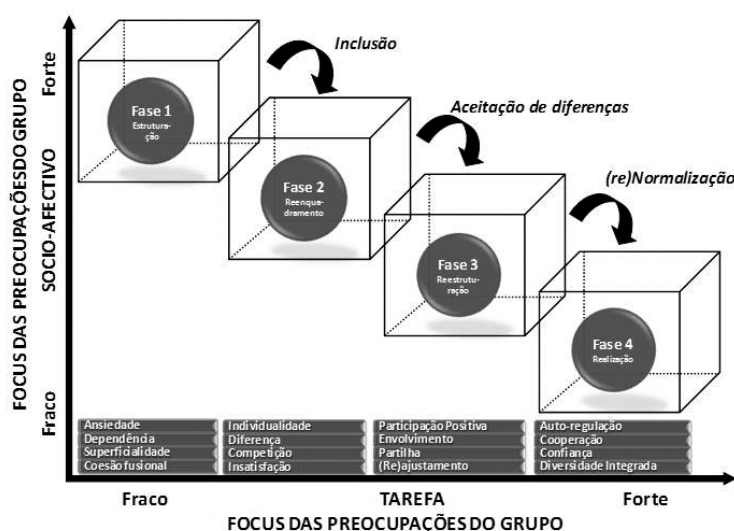 FOCUS DAS PREOCUPAÇÕESDO GRUPO
SOCIO-AFECTIVO
Forte
Fraco
Inclusão
Aceitação de diferenças
(re)Normalização
Fase 1
Estrutura-
ção
Fase 2
Reenqua-
dramento
Fase 3
Reestrutu-
ração
Fase 4
Realização
Ansiedade
Dependência
Superficialidade
Coesão fusional
Individualidade
Diferença
Competição
Insatisfação
Participação Positiva
Envolvimento
Partilha
(Re)ajustamento
Auto-regulação
Cooperação
Confiança
Diversidade Integrada
Fraco
TAREFA
Forte
FOCUS DAS PREOCUPAÇÕES DO GRUPO